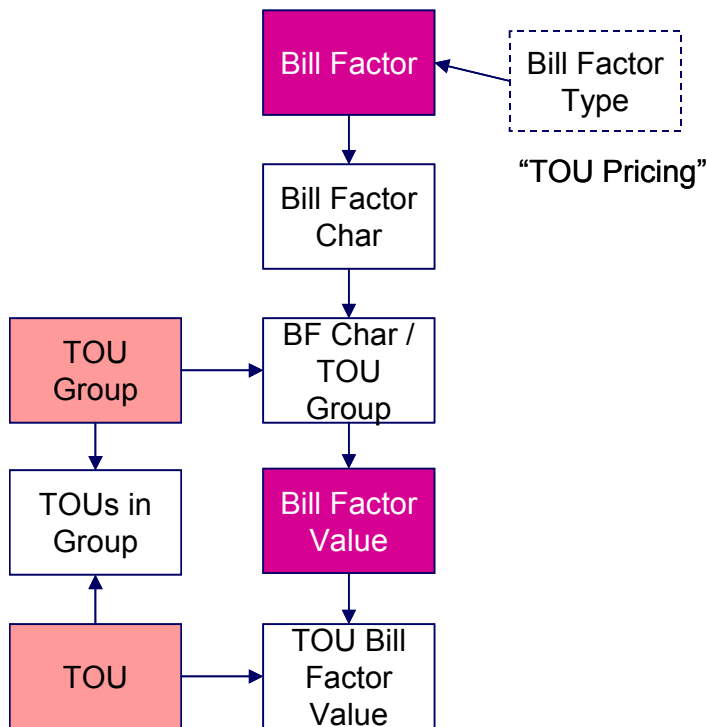 Bill Factor
Bill Factor
Type
“TOU Pricing”
Bill Factor
Char
TOU
Group
BF Char /
TOU
Group
TOUs in
Group
Bill Factor
Value
TOU
TOU Bill
Factor
Value